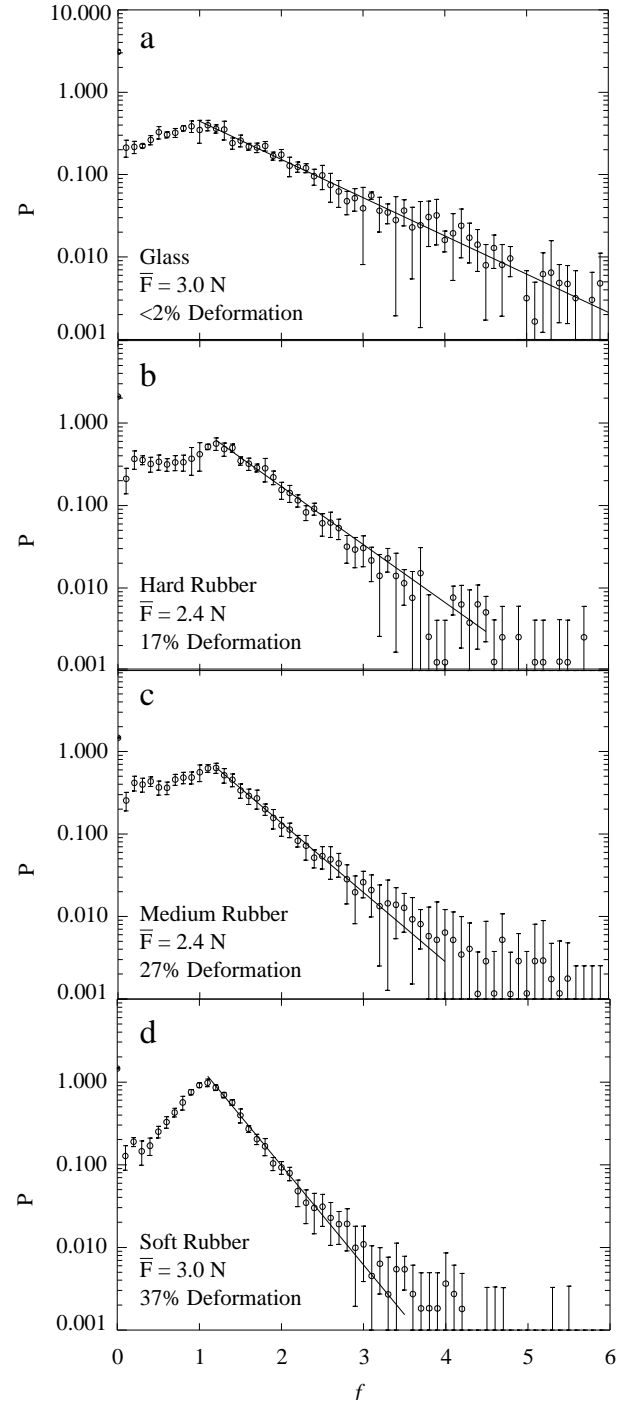 a
10.000
1.000
0.100
0.010
0.001
P
Glass
F̅ = 3.0 N
<2% Deformation
b
1.000
0.100
0.010
0.001
P
Hard Rubber
F̅ = 2.4 N
17% Deformation
c
1.000
0.100
0.010
0.001
P
Medium Rubber
F̅ = 2.4 N
27% Deformation
d
1.000
0.100
0.010
0.001
P
Soft Rubber
F̅ = 3.0 N
37% Deformation
0 1 2 3 4 5 6
f